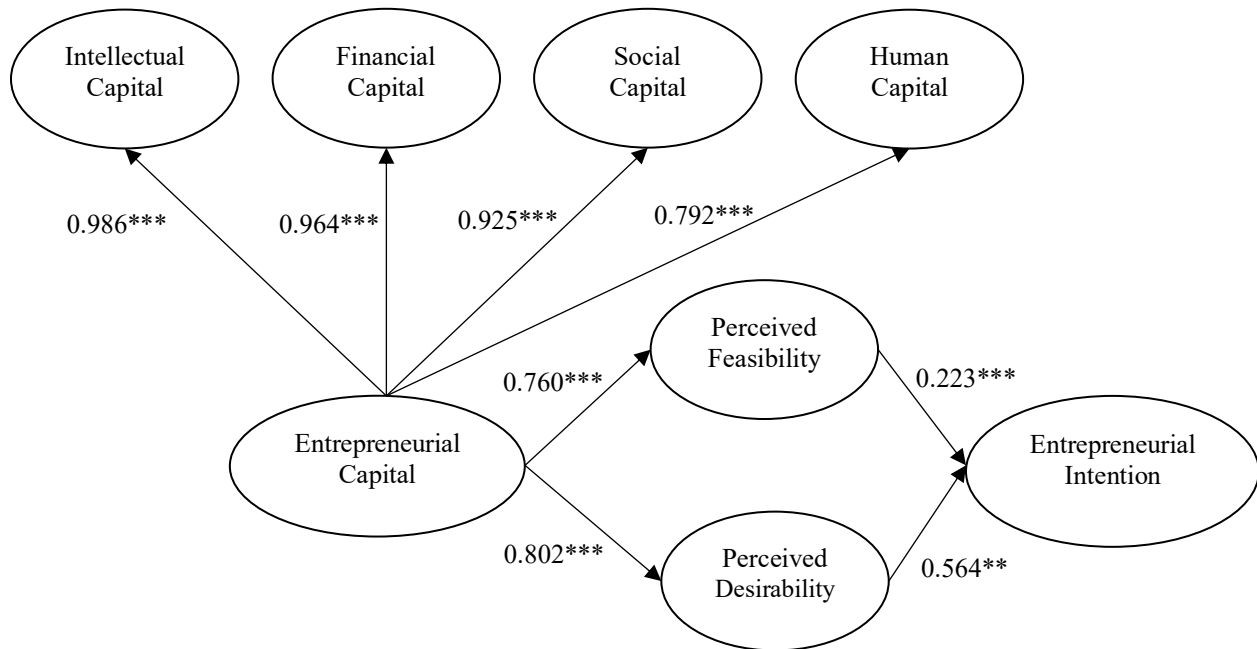 Intellectual
Capital
Financial
Capital
Social
Capital
Human
Capital
0.986***
0.964***
0.925***
0.792***
Perceived
Feasibility
0.760***
0.223***
Entrepreneurial
Capital
Entrepreneurial
Intention
0.802***
Perceived
Desirability
0.564**